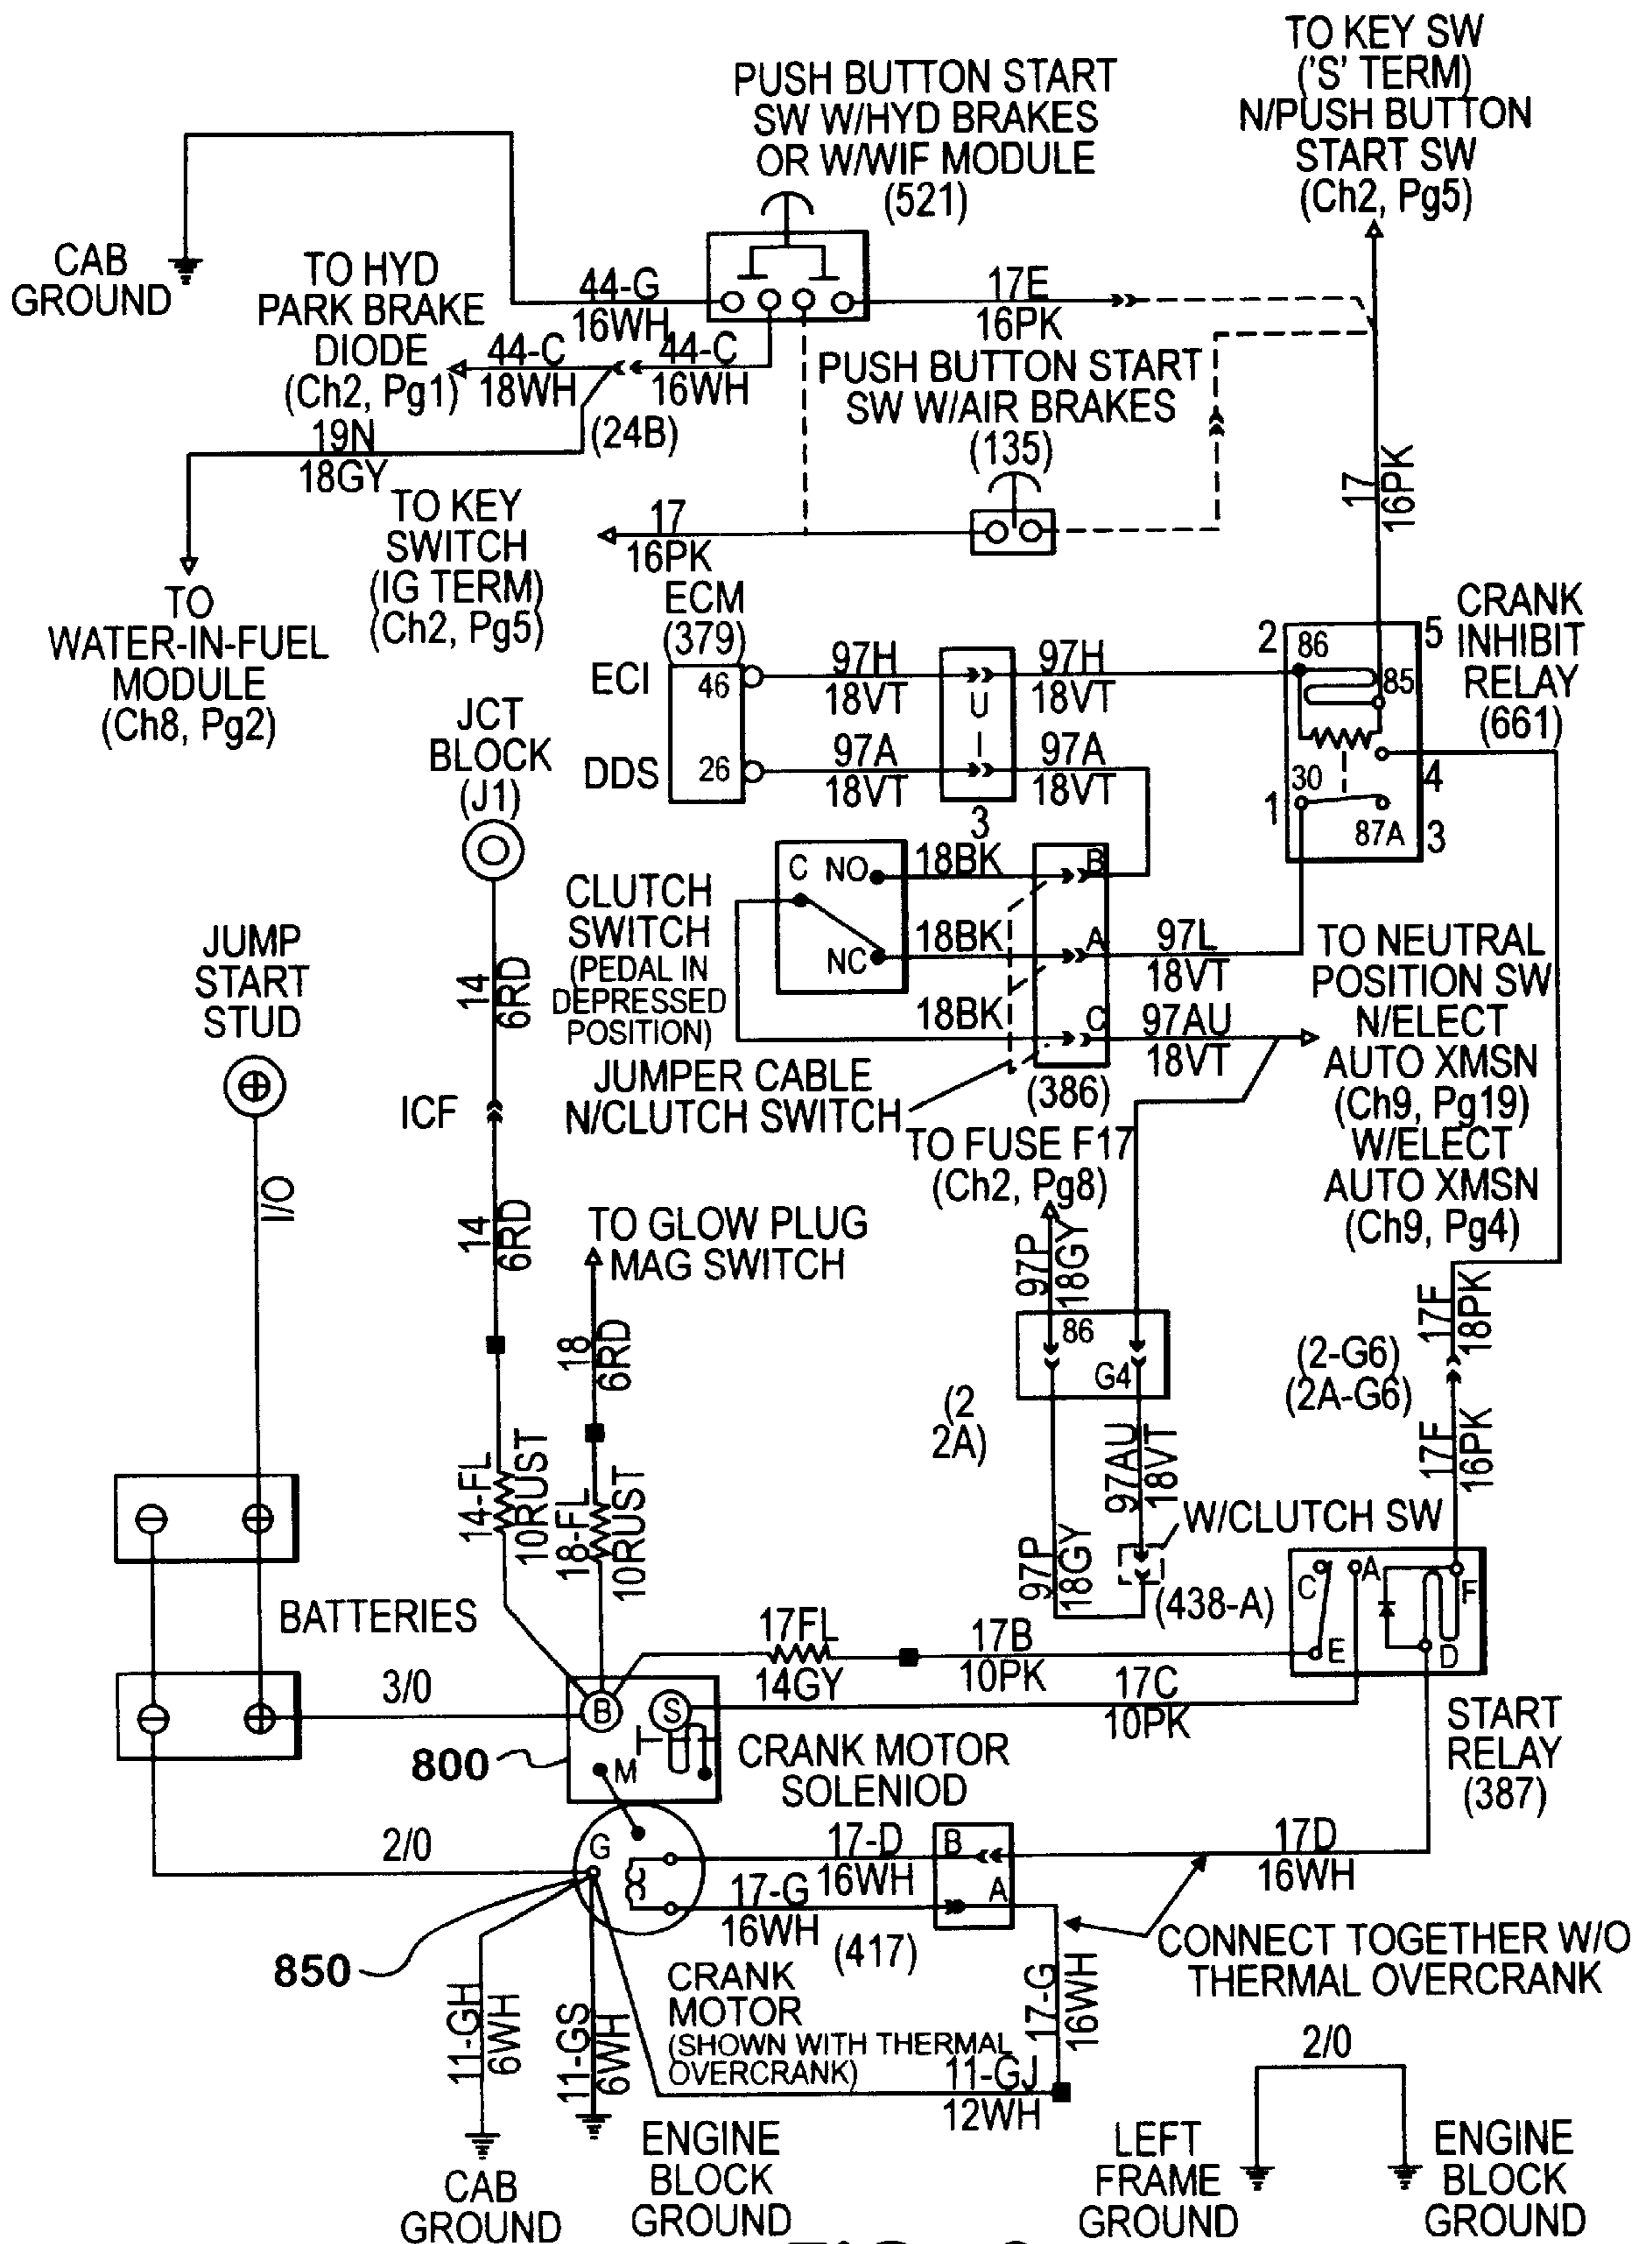 TO KEY SW
('S' TERM)
N/PUSH BUTTON
START SW
(Ch2, Pg5)
PUSH BUTTON START
SW W/HYD BRAKES
OR W/WIF MODULE
(521)
CAB
GROUND
TO HYD
PARK BRAKE
DIODE
(Ch2, Pg1)
44-G
16WH
17E
16PK
44-C
18WH
44-C
16WH
(24B)
19N
18GY
PUSH BUTTON START
SW W/AIR BRAKES
(135)
17
16PK
TO KEY
SWITCH
(IG TERM)
(Ch2, Pg5)
17
16PK
TO
WATER-IN-FUEL
MODULE
(Ch8, Pg2)
ECM
(379)
ECI
46
97H
18VT
97H
18VT
U
I
DDS
26
97A
18VT
97A
18VT
3
2
86
5
85
30
4
1
87A
3
CRANK
INHIBIT
RELAY
(661)
JCT
BLOCK
(J1)
CLUTCH
SWITCH
(PEDAL IN
DEPRESSED
POSITION)
C
NO
NC
18BK
B
18BK
A
97L
18VT
18BK
C
97AU
18VT
(386)
JUMPER CABLE
N/CLUTCH SWITCH
TO NEUTRAL
POSITION SW
N/ELECT
AUTO XMSN
(Ch9, Pg19)
W/ELECT
AUTO XMSN
(Ch9, Pg4)
JUMP
START
STUD
14
6RD
ICF
I/O
14
6RD
TO FUSE F17
(Ch2, Pg8)
TO GLOW PLUG
MAG SWITCH
18
6RD
97P
18GY
86
G4
(2
2A)
17F
18PK
(2-G6)
(2A-G6)
17F
16PK
97AU
18VT
97P
18GY
W/CLUTCH SW
(438-A)
14-FL
10RUST
18-FL
10RUST
BATTERIES
3/0
17FL
14GY
17B
10PK
17C
10PK
C
A
F
E
D
START
RELAY
(387)
B
S
M
800
CRANK MOTOR
SOLENIOD
2/0
G
17-D
16WH
17-G
16WH
B
A
(417)
17D
16WH
850
CONNECT TOGETHER W/O
THERMAL OVERCRANK
CRANK
MOTOR
(SHOWN WITH THERMAL
OVERCRANK)
17-G
16WH
11-GH
6WH
11-GS
6WH
11-GJ
12WH
2/0
CAB
GROUND
ENGINE
BLOCK
GROUND
LEFT
FRAME
GROUND
ENGINE
BLOCK
GROUND